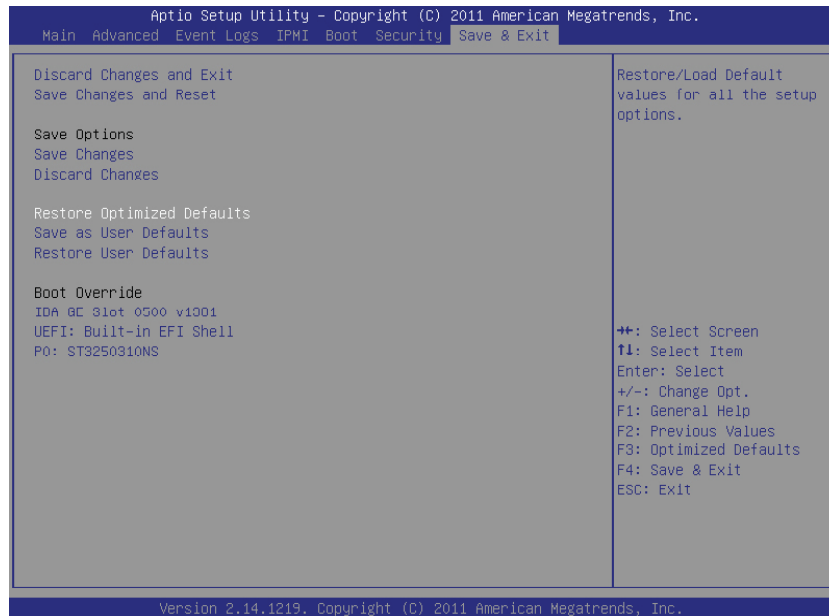 Aptio Setup Utility – Copyright (C) 2011 American Megatrends, Inc.
Main Advanced Event Logs IPMI Boot Security Save & Exit
Discard Changes and Exit
Save Changes and Reset
Save Options
Save Changes
Discard Changes
Restore Optimized Defaults
Save as User Defaults
Restore User Defaults
Boot Override
Slot 0500
UEFI: Built-in EFI Shell
P0: ST3250310NS
Restore/Load Default
values for all the setup
options.
→←: Select Screen
↑↓: Select Item
Enter: Select
+/-: Change Opt.
F1: General Help
F2: Previous Values
F3: Optimized Defaults
F4: Save & Exit
ESC: Exit
Version 2.14.1219. Copyright (C) 2011 American Megatrends, Inc.